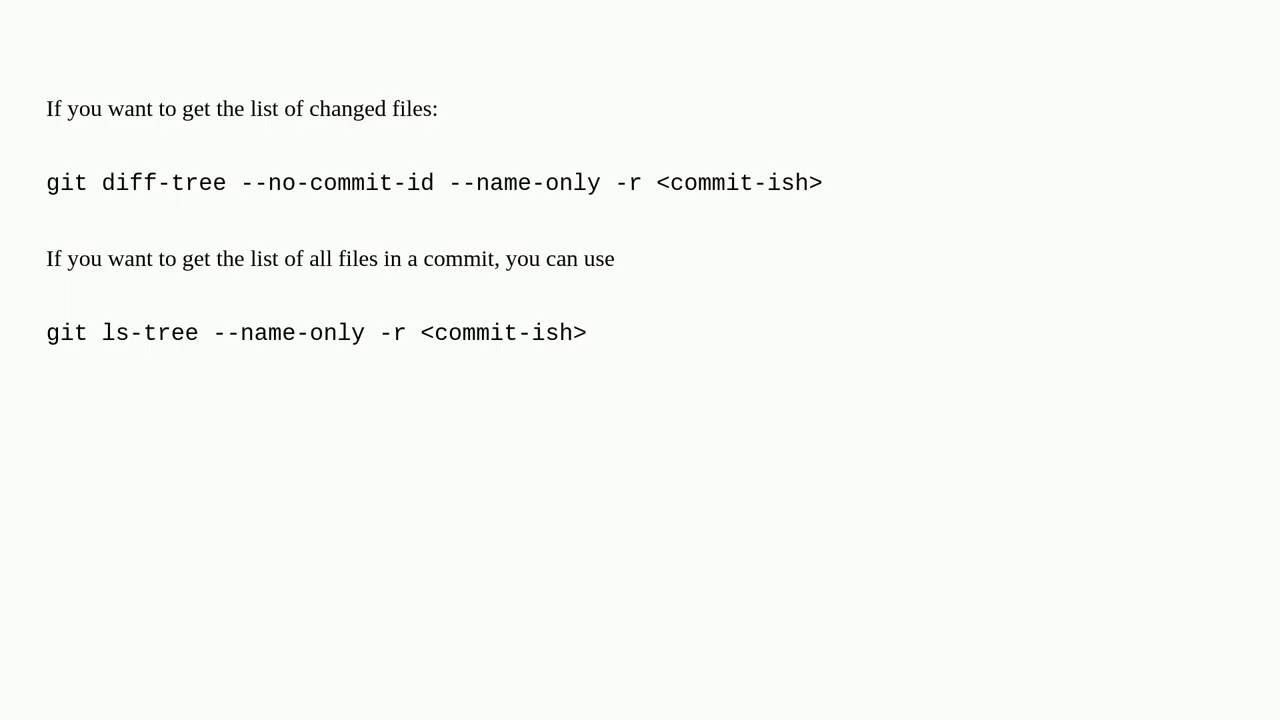 If you want to get the list of changed files:
git diff-tree --no-commit-id --name-only -r <commit-ish>
If you want to get the list of all files in a commit, you can use
git ls-tree --name-only -r <commit-ish>